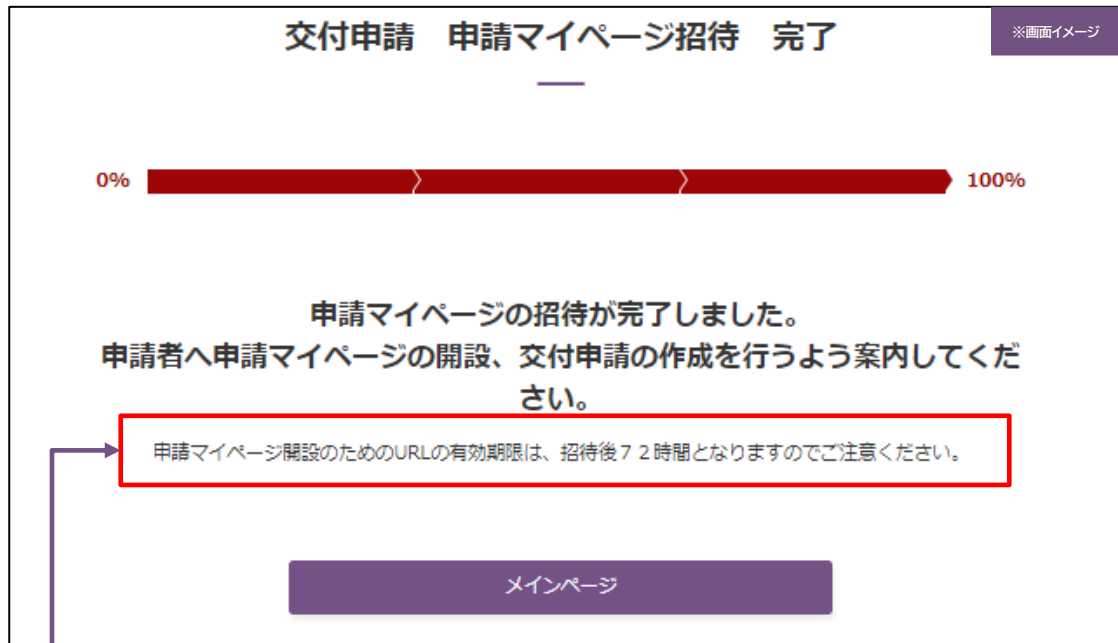 交付申請　申請マイページ招待　完了
※画面イメージ
0%
100%
申請マイページの招待が完了しました。
申請者へ申請マイページの開設、交付申請の作成を行うよう案内してくだ
さい。
申請マイページ開設のためのURLの有効期限は、招待後７２時間となりますのでご注意ください。
メインページ